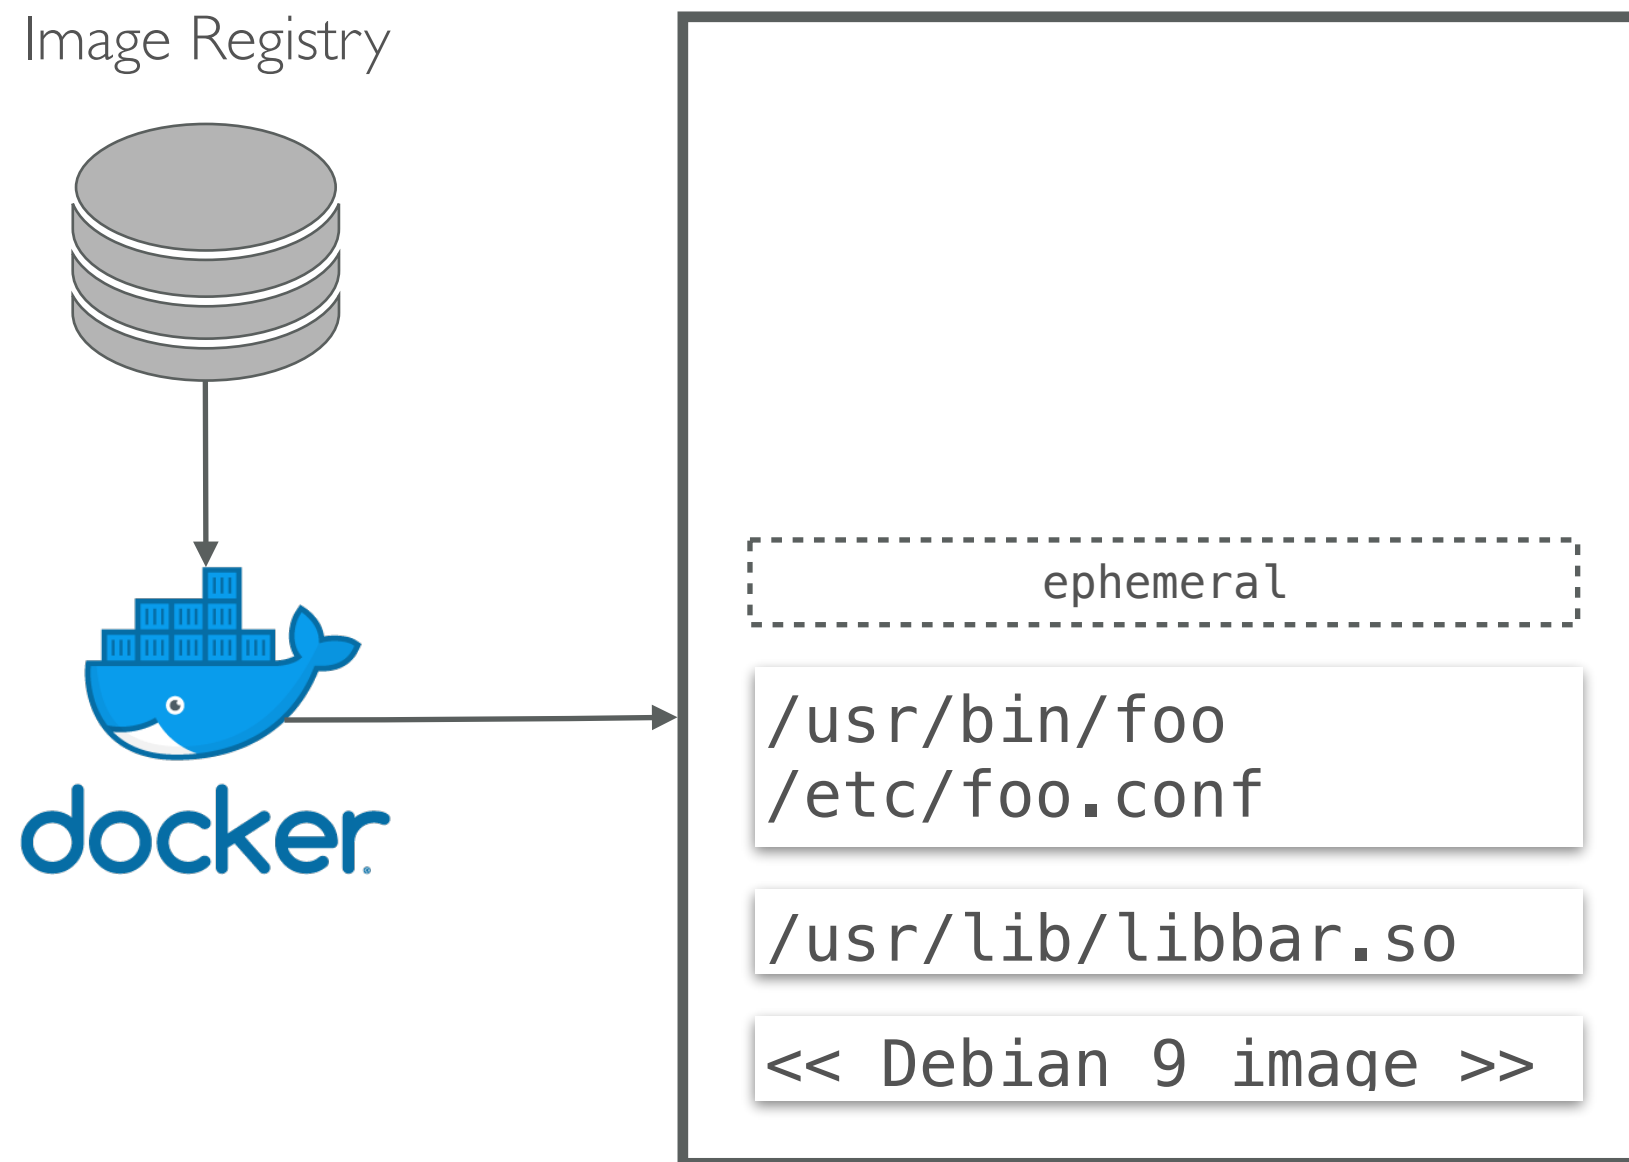 Image Registry
docker
ephemeral
/usr/bin/foo
/etc/foo.conf
/usr/lib/libbar.so
<< Debian 9 image >>